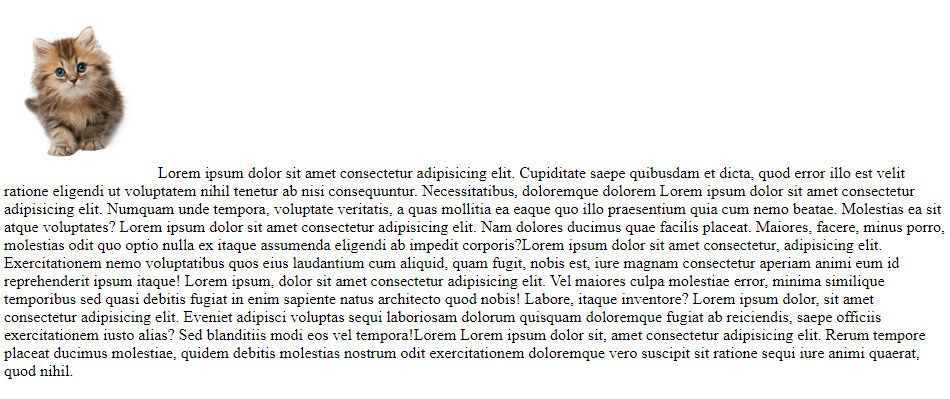 Lorem ipsum dolor sit amet consectetur adipisicing elit. Cupiditate saepe quibusdam et dicta, quod error illo est velit
ratione eligendi ut voluptatem nihil tenetur ab nisi consequuntur. Necessitatibus, doloremque dolorem Lorem ipsum dolor sit amet consectetur
adipisicing elit. Numquam unde tempora, voluptate veritatis, a quas mollitia ea eaque quo illo praesentium quia cum nemo beatae. Molestias ea sit
atque voluptates? Lorem ipsum dolor sit amet consectetur adipisicing elit. Nam dolores ducimus quae facilis placeat. Maiores, facere, minus porro,
molestias odit quo optio nulla ex itaque assumenda eligendi ab impedit corporis?Lorem ipsum dolor sit amet consectetur, adipisicing elit.
Exercitationem nemo voluptatibus quos eius laudantium cum aliquid, quam fugit, nobis est, iure magnam consectetur aperiam animi eum id
reprehenderit ipsum itaque! Lorem ipsum, dolor sit amet consectetur adipisicing elit. Vel maiores culpa molestiae error, minima similique
temporibus sed quasi debitis fugiat in enim sapiente natus architecto quod nobis! Labore, itaque inventore? Lorem ipsum dolor, sit amet
consectetur adipisicing elit. Eveniet adipisci voluptas sequi laboriosam dolorum quisquam doloremque fugiat ab reiciendis, saepe officiis
exercitationem iusto alias? Sed blanditiis modi eos vel tempora!Lorem Lorem ipsum dolor sit, amet consectetur adipisicing elit. Rerum tempore
placeat ducimus molestiae, quidem debitis molestias nostrum odit exercitationem doloremque vero suscipit sit ratione sequi iure animi quaerat,
quod nihil.